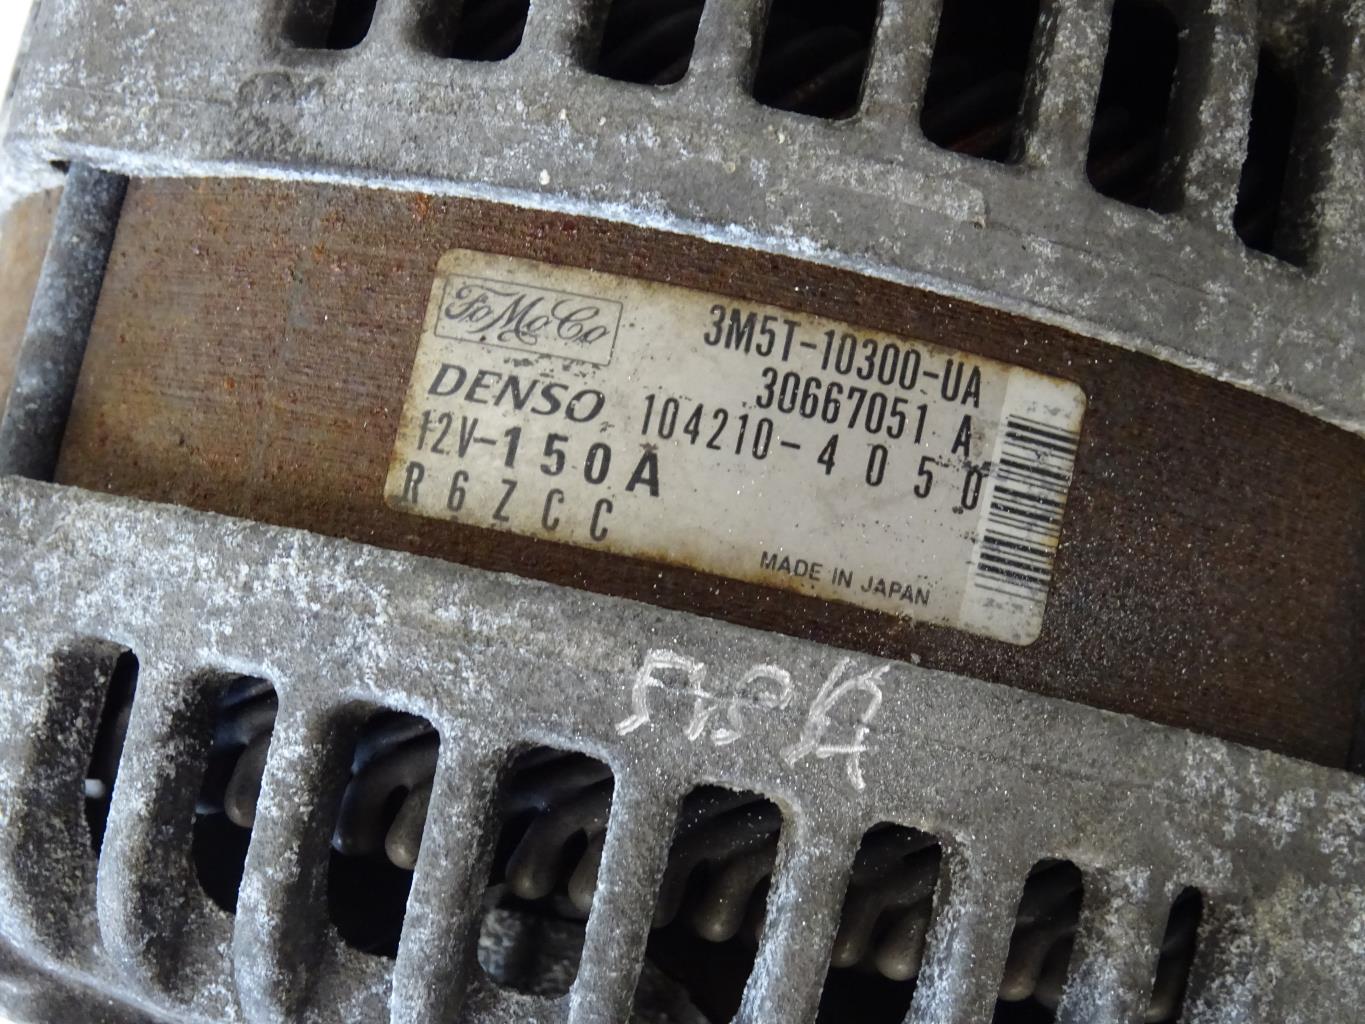 FoMoCo
3M5T-10300-UA
30667051 A
DENSO 104210-4050
12V-150A
R6ZCC
MADE IN JAPAN